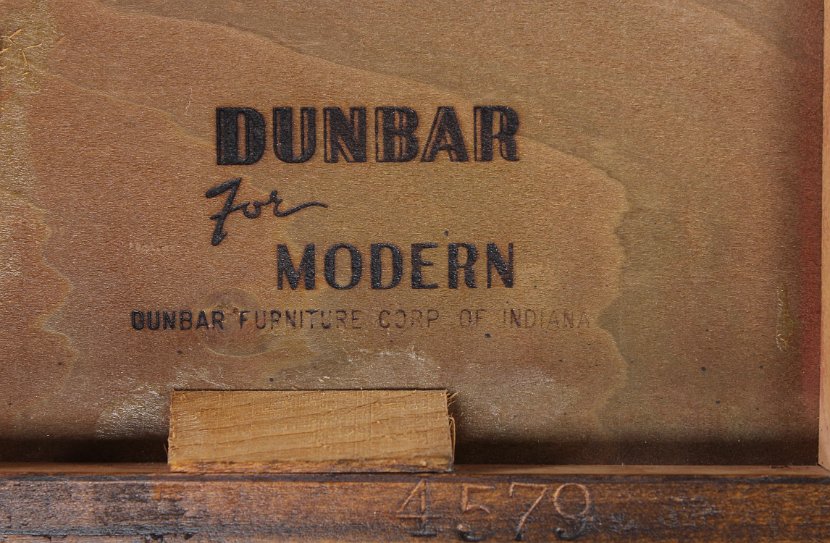 DUNBAR
For
MODERN
DUNBAR FURNITURE CORP OF INDIANA
4579